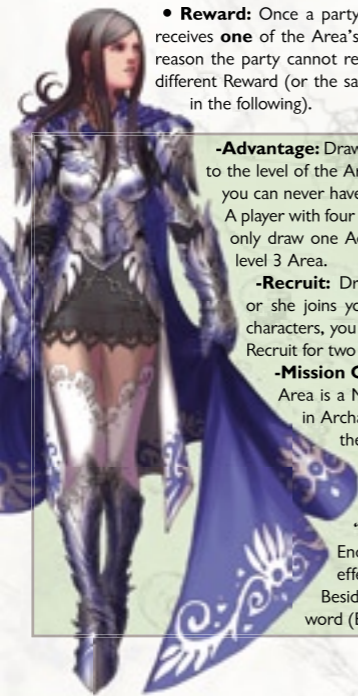 • Reward: Once a party
receives one of the Area's
reason the party cannot re
different Reward (or the sa
in the following).
-Advantage: Draw
to the level of the Ar
you can never have
A player with four
only draw one A
level 3 Area.
-Recruit: Dr
or she joins yo
characters, you
Recruit for two
-Mission C
Area is a M
in Archa
the
Enc
effe
Besid
word (E